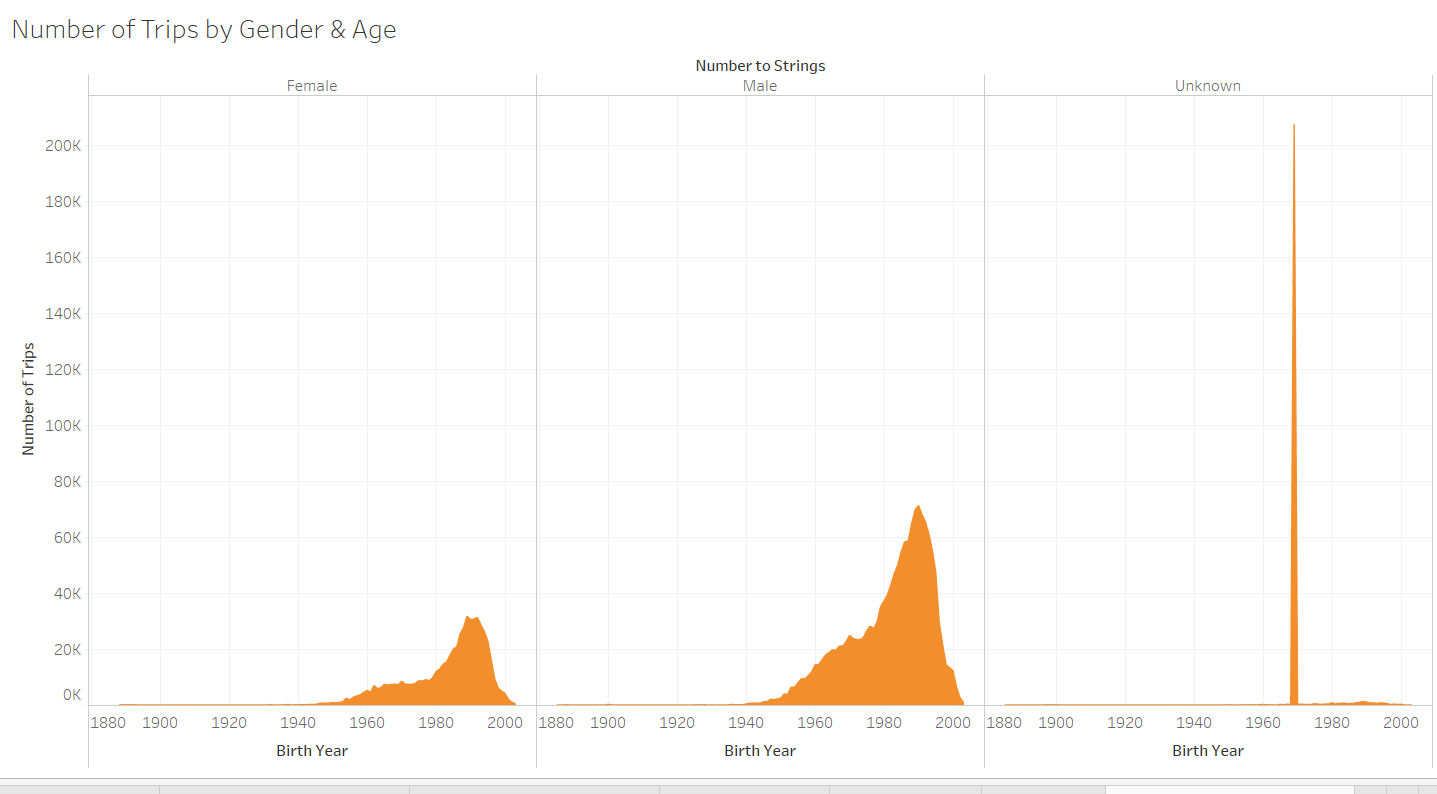 Number of Trips by Gender & Age
Number to Strings
Female Male Unknown
Number of Trips
200K
180K
160K
140K
120K
100K
80K
60K
40K
20K
0K
1880 1900 1920 1940 1960 1980 2000 1880 1900 1920 1940 1960 1980 2000 1880 1900 1920 1940 1960 1980 2000
Birth Year Birth Year Birth Year